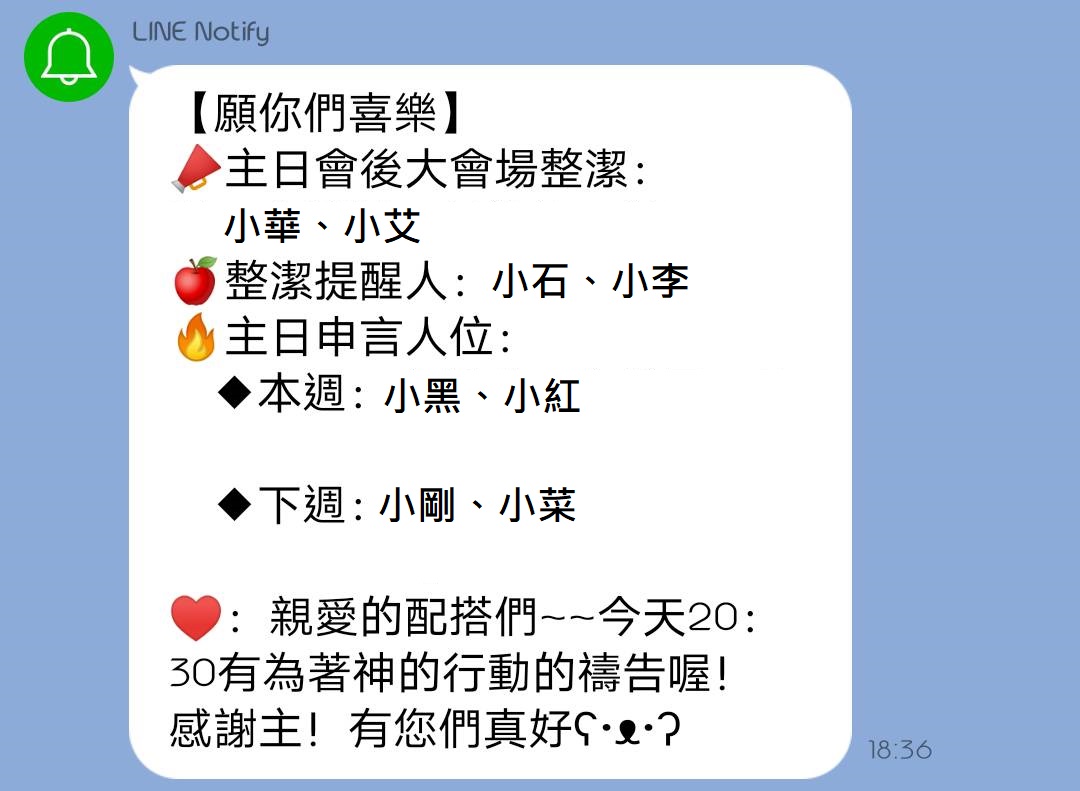 LINE Notify
【願你們喜樂】
📣主日會後大會場整潔：
小華、小艾
🍎整潔提醒人：小石、小李
🔥主日申言人位：
◆本週：小黑、小紅
◆下週：小剛、小菜
♥️：親愛的配搭們~~今天20：
30有為著神的行動的禱告喔！
感謝主！有您們真好ʕ·ᴥ·ʔ
18:36